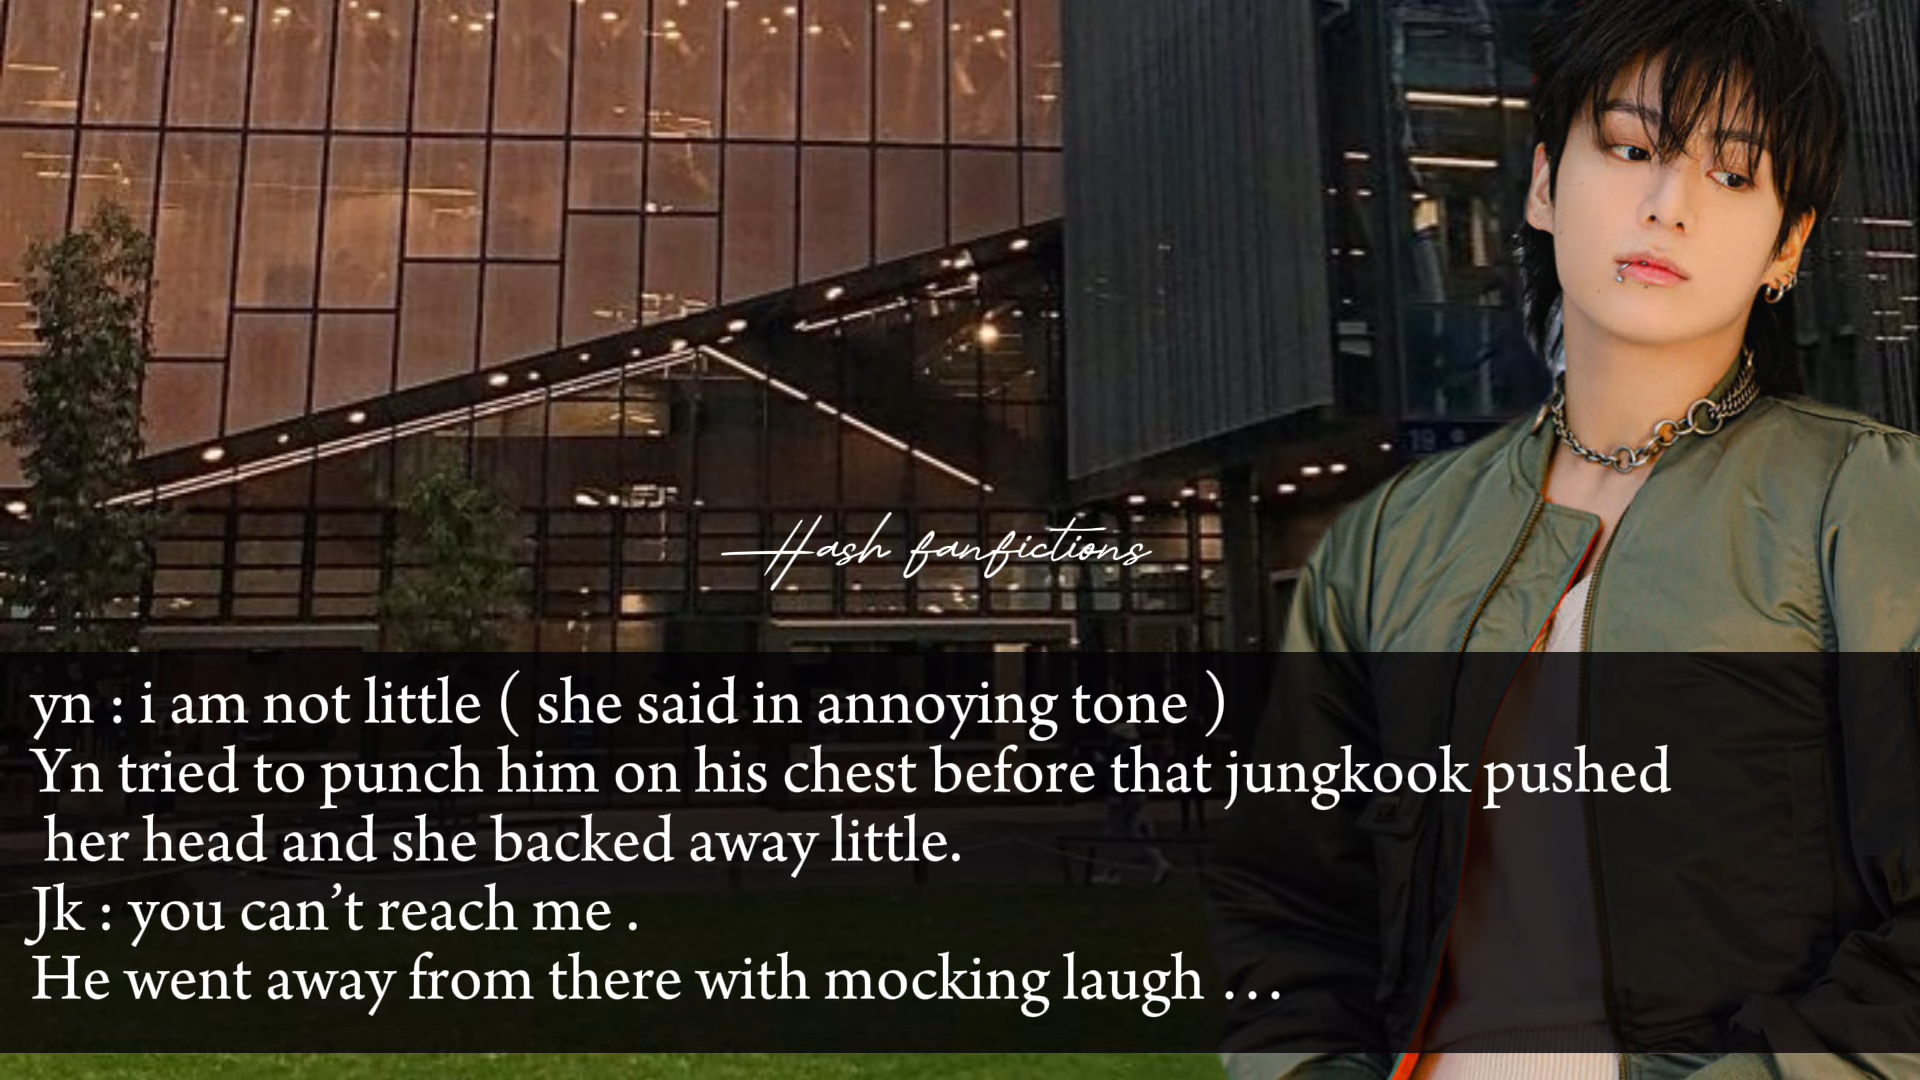 Hash fanfictions
yn : i am not little ( she said in annoying tone )
Yn tried to punch him on his chest before that jungkook pushed
her head and she backed away little.
Jk : you can’t reach me .
He went away from there with mocking laugh …